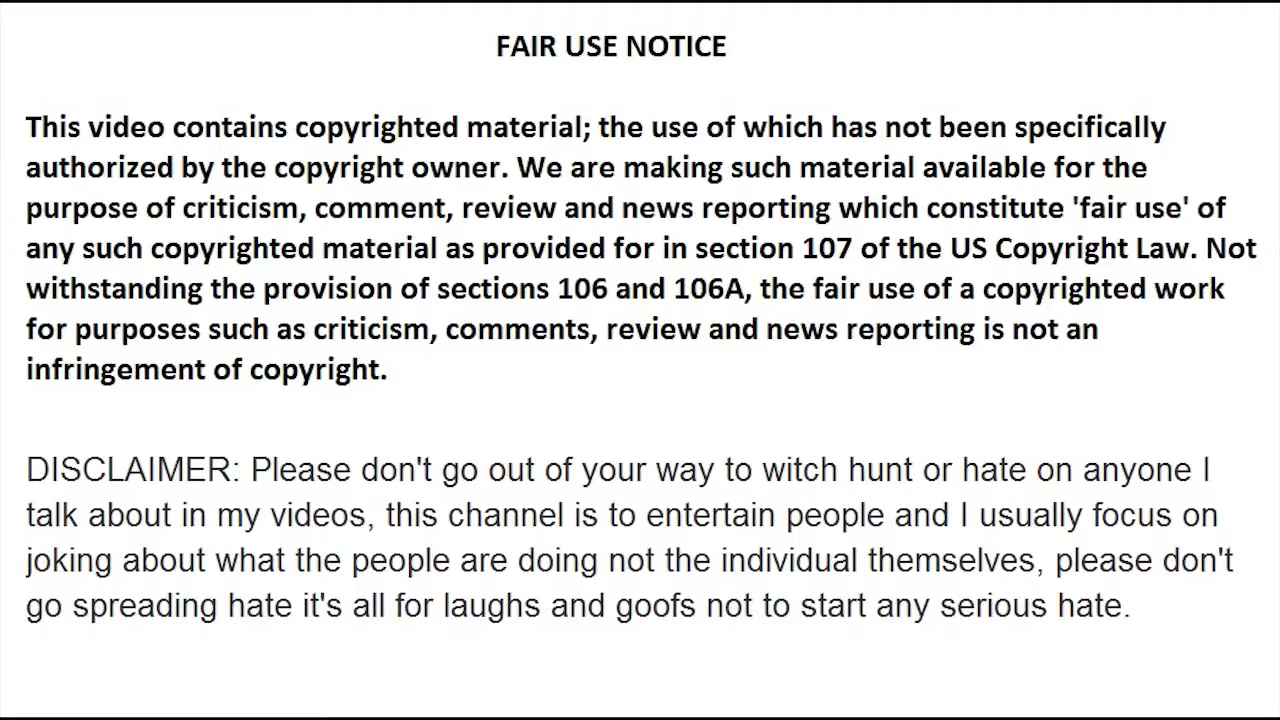 FAIR USE NOTICE
This video contains copyrighted material; the use of which has not been specifically
authorized by the copyright owner. We are making such material available for the
purpose of criticism, comment, review and news reporting which constitute 'fair use' of
any such copyrighted material as provided for in section 107 of the US Copyright Law. Not
withstanding the provision of sections 106 and 106A, the fair use of a copyrighted work
for purposes such as criticism, comments, review and news reporting is not an
infringement of copyright.
DISCLAIMER: Please don't go out of your way to witch hunt or hate on anyone I
talk about in my videos, this channel is to entertain people and I usually focus on
joking about what the people are doing not the individual themselves, please don't
go spreading hate it's all for laughs and goofs not to start any serious hate.